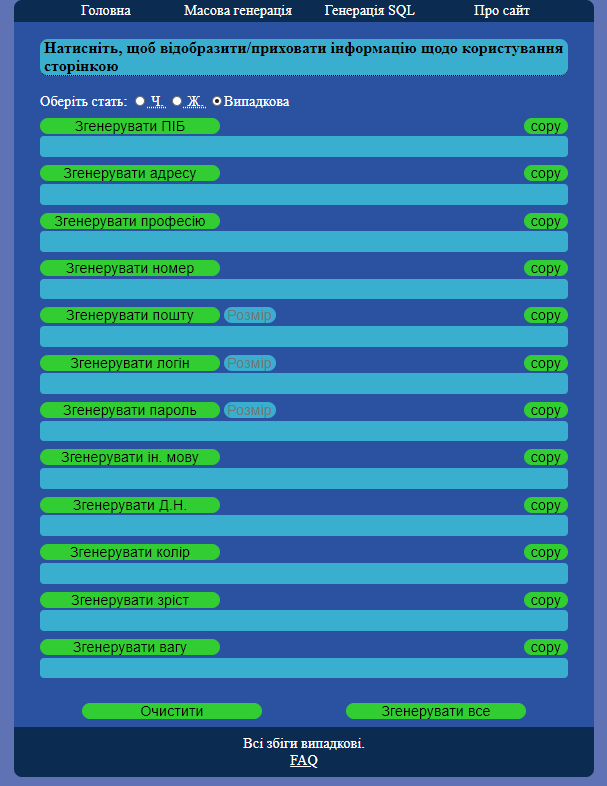 Головна Масова генерація Генерація SQL Про сайт
Натисніть, щоб відобразити/приховати інформацію щодо користування
сторінкою
Оберіть стать: Ч. Ж. Випадкова
Згенерувати ПІБ copy
Згенерувати адресу copy
Згенерувати професію copy
Згенерувати номер copy
Згенерувати пошту Розмір copy
Згенерувати логін Розмір copy
Згенерувати пароль Розмір copy
Згенерувати ін. мову copy
Згенерувати Д.Н. copy
Згенерувати колір copy
Згенерувати зріст copy
Згенерувати вагу copy
Очистити Згенерувати все
Всі збіги випадкові.
FAQ